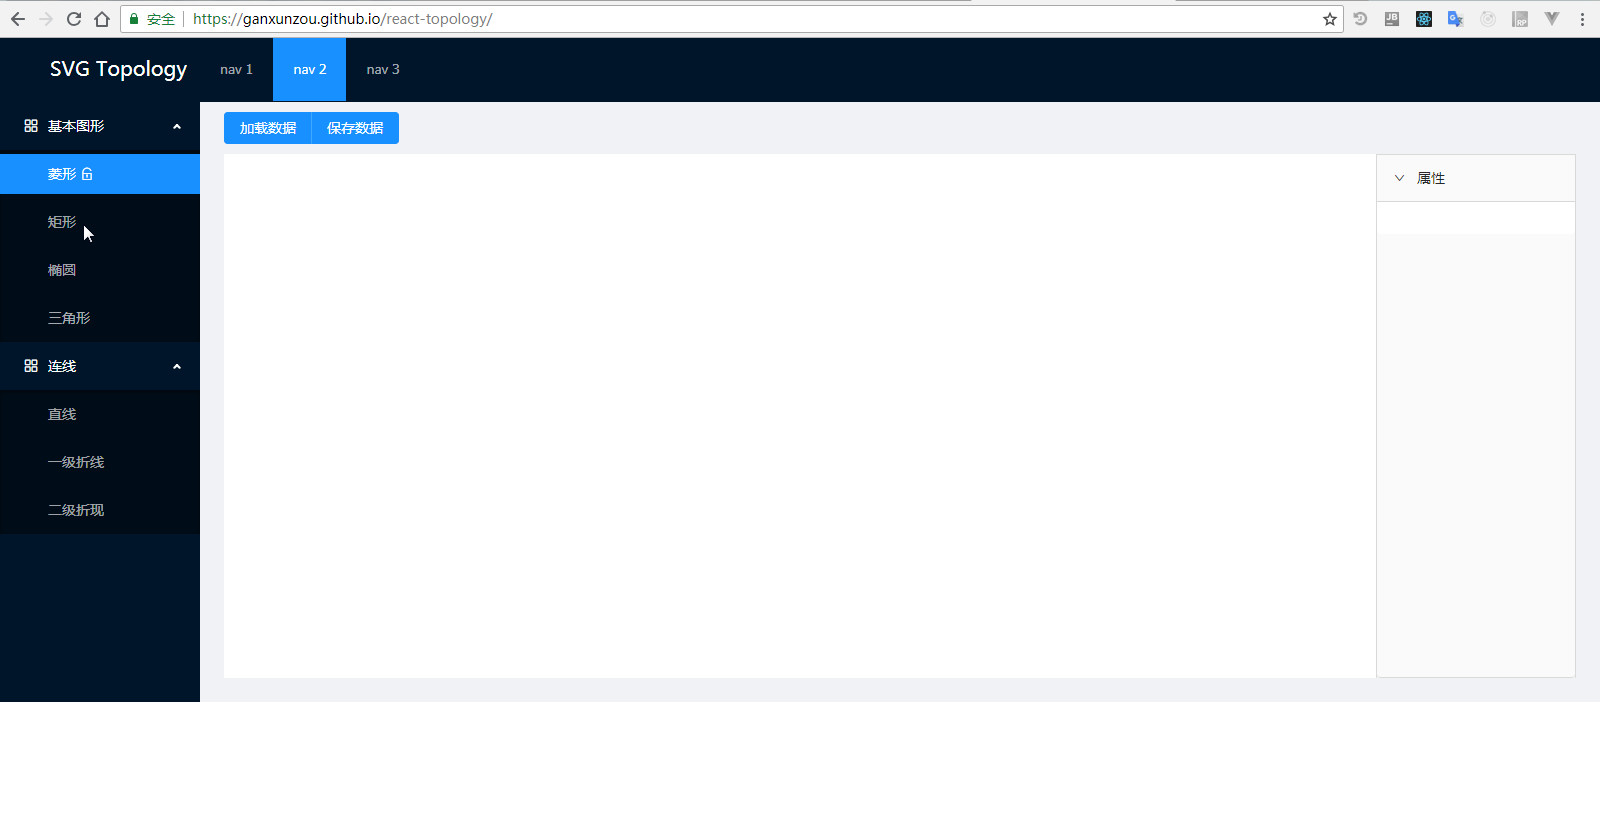 安全 https://ganxunzou.github.io/react-topology/
SVG Topology nav 1 nav 2 nav 3
基本图形
加载数据 保存数据
菱形
属性
矩形
椭圆
三角形
连线
直线
一级折线
二级折现